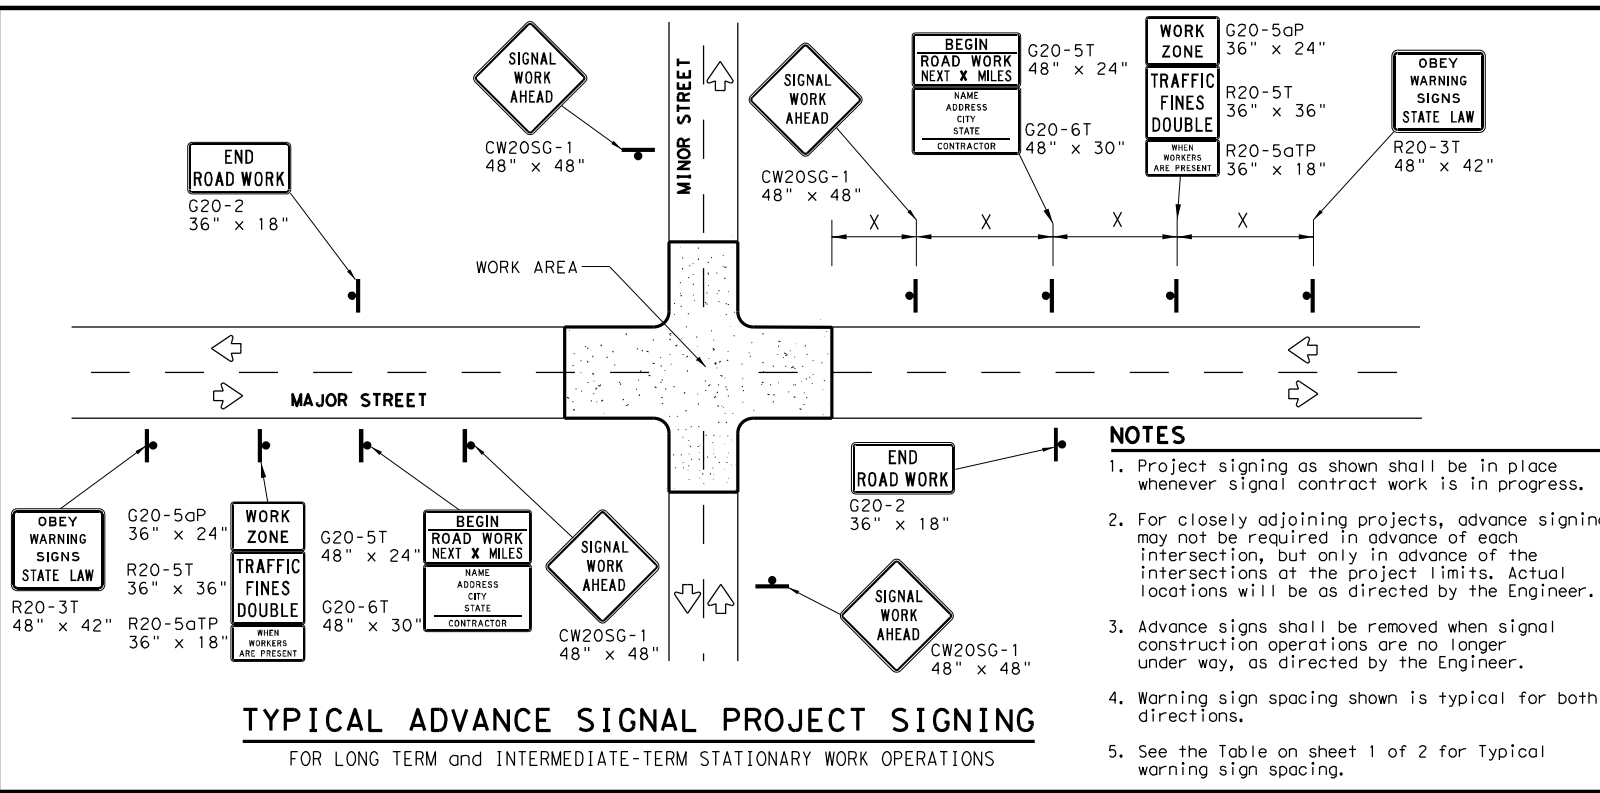 SIGNAL
WORK
AHEAD
CW20SG-1
48" x 48"
MINOR STREET
SIGNAL
WORK
AHEAD
CW20SG-1
48" x 48"
BEGIN
ROAD WORK
NEXT X MILES
NAME
ADDRESS
CITY
STATE
CONTRACTOR
G20-5T
48" x 24"
G20-6T
48" x 30"
WORK
ZONE
TRAFFIC
FINES
DOUBLE
WHEN
WORKERS
ARE PRESENT
G20-5aP
36" x 24"
R20-5T
36" x 36"
R20-5aTP
36" x 18"
OBEY
WARNING
SIGNS
STATE LAW
R20-3T
48" x 42"
END
ROAD WORK
G20-2
36" x 18"
X X X X
WORK AREA
MAJOR STREET
OBEY
WARNING
SIGNS
STATE LAW
R20-3T
48" x 42"
G20-5aP
36" x 24"
R20-5T
36" x 36"
R20-5aTP
36" x 18"
WORK
ZONE
TRAFFIC
FINES
DOUBLE
WHEN
WORKERS
ARE PRESENT
G20-5T
48" x 24"
G20-6T
48" x 30"
BEGIN
ROAD WORK
NEXT X MILES
NAME
ADDRESS
CITY
STATE
CONTRACTOR
SIGNAL
WORK
AHEAD
CW20SG-1
48" x 48"
END
ROAD WORK
G20-2
36" x 18"
SIGNAL
WORK
AHEAD
CW20SG-1
48" x 48"
TYPICAL ADVANCE SIGNAL PROJECT SIGNING
FOR LONG TERM and INTERMEDIATE-TERM STATIONARY WORK OPERATIONS
NOTES
1. Project signing as shown shall be in place
whenever signal contract work is in progress.
2. For closely adjoining projects, advance signing
may not be required in advance of each
intersection, but only in advance of the
intersections at the project limits. Actual
locations will be as directed by the Engineer.
3. Advance signs shall be removed when signal
construction operations are no longer
under way, as directed by the Engineer.
4. Warning sign spacing shown is typical for both
directions.
5. See the Table on sheet 1 of 2 for Typical
warning sign spacing.